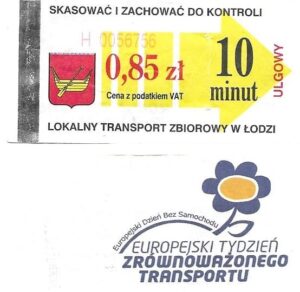 SKASOWAĆ I ZACHOWAĆ DO KONTROLI
H 0056756
0,85 zł
Cena z podatkiem VAT
10
minut
ULGOWY
LOKALNY TRANSPORT ZBIOROWY W ŁODZI
Europejski Dzień Bez Samochodu
EUROPEJSKI TYDZIEŃ
ZRÓWNOWAŻONEGO
TRANSPORTU